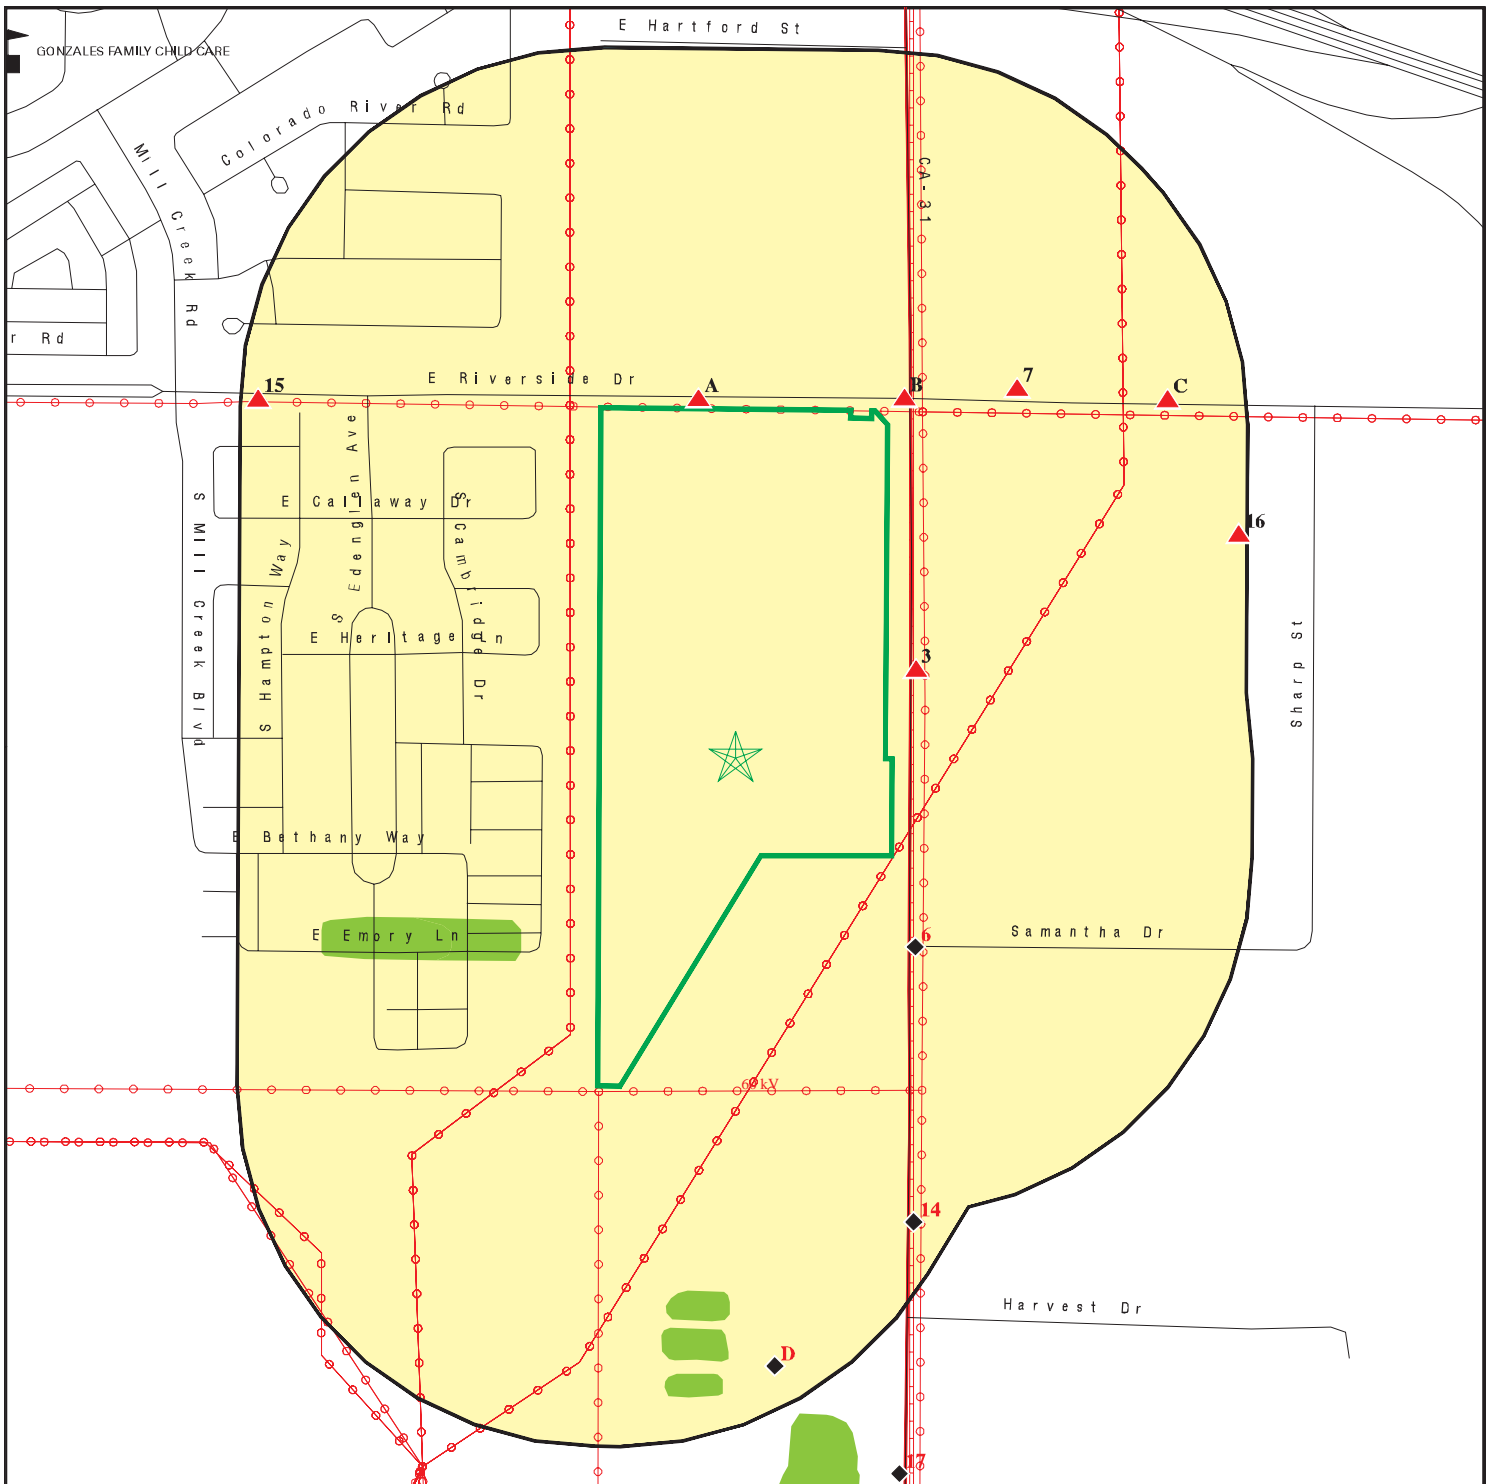 E Hartford St
GONZALES FAMILY CHILD CARE
Colorado River Rd
Mill Creek Rd
CA-31
r Rd
E Riverside Dr
15
A
B
7
C
S Edenglen Ave
E Callaway Dr
S Cambridge Dr
S Mill Creek Blvd
S Hampton Way
16
E Heritage Ln
3
Sharp St
E Bethany Way
E Emory Ln
6
Samantha Dr
kV
14
Harvest Dr
D
17